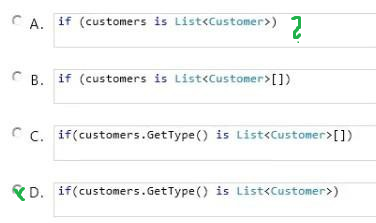 A. if (customers is List<Customer>) ?
B. if (customers is List<Customer>[])
C. if(customers.GetType() is List<Customer>[])
D. if(customers.GetType() is List<Customer>)